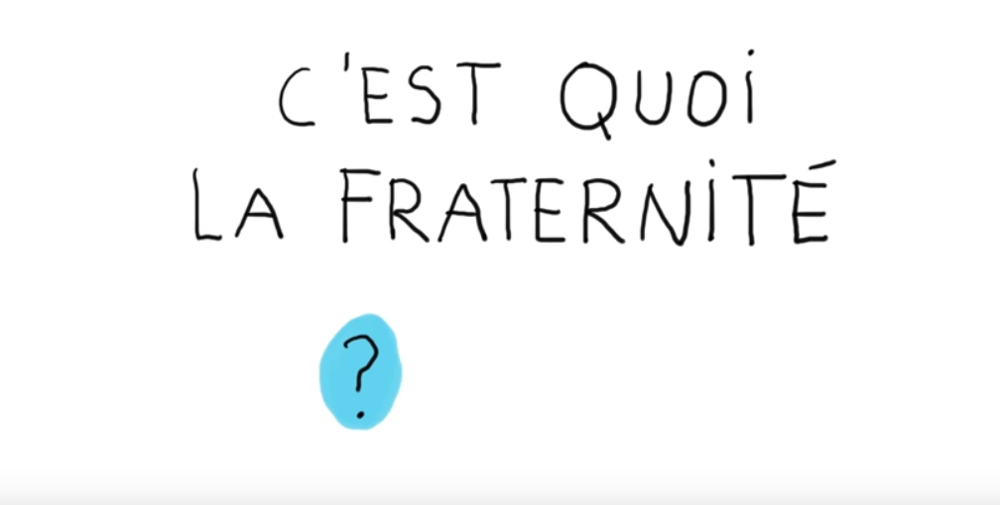 C'EST QUOI
LA FRATERNITÉ
?